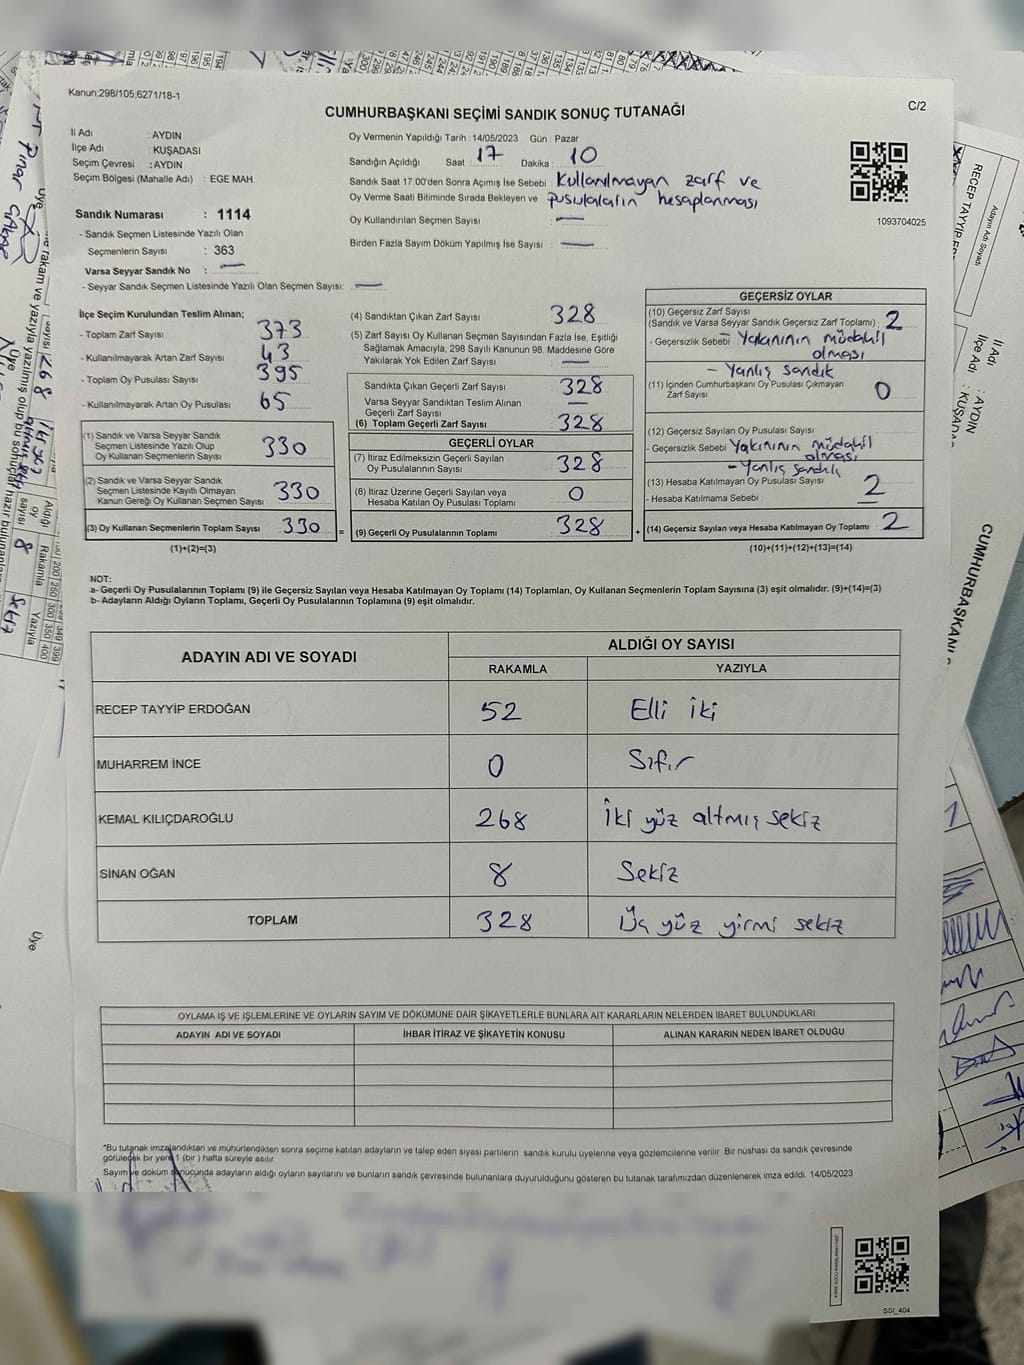 Kanun;298/105;6271/18-1
C/2
CUMHURBAŞKANI SEÇİMİ SANDIK SONUÇ TUTANAĞI
İl Adı : AYDIN
İlçe Adı : KUŞADASI
Seçim Çevresi : AYDIN
Seçim Bölgesi (Mahalle Adı) : EGE MAH.
Sandık Numarası : 1114
- Sandık Seçmen Listesinde Yazılı Olan
Seçmenlerin Sayısı : 363
Varsa Seyyar Sandık No : —
- Seyyar Sandık Seçmen Listesinde Yazılı Olan Seçmen Sayısı: —
Oy Vermenin Yapıldığı Tarih : 14/05/2023 Gün : Pazar
Sandığın Açıldığı Saat 17 Dakika 10
Sandık Saat 17:00'den Sonra Açımış İse Sebebi : Kullanılmayan zarf ve
Oy Verme Saati Bitiminde Sırada Bekleyen ve pusulaların hesaplanması
Oy Kullandırılan Seçmen Sayısı : —
Birden Fazla Sayım Döküm Yapılmış İse Sayısı : —
1093704025
İlçe Seçim Kurulundan Teslim Alınan;
- Toplam Zarf Sayısı 373
- Kullanılmayarak Artan Zarf Sayısı 43
- Toplam Oy Pusulası Sayısı 395
- Kullanılmayarak Artan Oy Pusulası 65
(1) Sandık ve Varsa Seyyar Sandık
Seçmen Listesinde Yazılı Olup
Oy Kullanan Seçmenlerin Sayısı 330
(2) Sandık ve Varsa Seyyar Sandık
Seçmen Listesinde Kayıtlı Olmayan
Kanun Gereği Oy Kullanan Seçmen Sayısı 330
(3) Oy Kullanan Seçmenlerin Toplam Sayısı 330 =
(1)+(2)=(3)
(4) Sandıktan Çıkan Zarf Sayısı 328
(5) Zarf Sayısı Oy Kullanan Seçmen Sayısından Fazla İse, Eşitliği
Sağlamak Amacıyla, 298 Sayılı Kanunun 98. Maddesine Göre
Yakılarak Yok Edilen Zarf Sayısı : —
Sandıkta Çıkan Geçerli Zarf Sayısı 328
Varsa Seyyar Sandıktan Teslim Alınan
Geçerli Zarf Sayısı —
(6) Toplam Geçerli Zarf Sayısı 328
GEÇERLİ OYLAR
(7) İtiraz Edilmeksizin Geçerli Sayılan
Oy Pusulalarının Sayısı 328
(8) İtiraz Üzerine Geçerli Sayılan veya
Hesaba Katılan Oy Pusulası Toplamı 0
(9) Geçerli Oy Pusulalarının Toplamı 328 +
GEÇERSİZ OYLAR
(10) Geçersiz Zarf Sayısı
(Sandık ve Varsa Seyyar Sandık Geçersiz Zarf Toplamı) : 2
- Geçersizlik Sebebi : - Yakınının müdahil
olması
- Yanlış sandık
(11) İçinden Cumhurbaşkanı Oy Pusulası Çıkmayan
Zarf Sayısı 0
(12) Geçersiz Sayılan Oy Pusulası Sayısı
- Geçersizlik Sebebi : - Yakınının müdahil
olması
- Yanlış sandık
(13) Hesaba Katılmayan Oy Pusulası Sayısı : 2
- Hesaba Katılmama Sebebi : —
(14) Geçersiz Sayılan veya Hesaba Katılmayan Oy Toplamı 2
(10)+(11)+(12)+(13)=(14)
NOT:
a- Geçerli Oy Pusulalarının Toplamı (9) ile Geçersiz Sayılan veya Hesaba Katılmayan Oy Toplamı (14) Toplamları, Oy Kullanan Seçmenlerin Toplam Sayısına (3) eşit olmalıdır. (9)+(14)=(3)
b- Adayların Aldığı Oyların Toplamı, Geçerli Oy Pusulalarının Toplamına (9) eşit olmalıdır.
ADAYIN ADI VE SOYADI ALDIĞI OY SAYISI
RAKAMLA YAZIYLA
RECEP TAYYİP ERDOĞAN 52 Elli iki
MUHARREM İNCE 0 Sıfır
KEMAL KILIÇDAROĞLU 268 İki yüz altmış sekiz
SİNAN OĞAN 8 Sekiz
TOPLAM 328 Üç yüz yirmi sekiz
OYLAMA İŞ VE İŞLEMLERİNE VE OYLARIN SAYIM VE DÖKÜMÜNE DAİR ŞİKAYETLERLE BUNLARA AİT KARARLARIN NELERDEN İBARET BULUNDUKLARI
ADAYIN ADI VE SOYADI İHBAR İTİRAZ VE ŞİKAYETİN KONUSU ALINAN KARARIN NEDEN İBARET OLDUĞU
*Bu tutanak imzalandıktan ve mühürlendikten sonra seçime katılan adayların ve talep eden siyasi partilerin sandık kurulu üyelerine veya gözlemcilerine verilir. Bir nüshası da sandık çevresinde
görülecek bir yere 1 (bir ) hafta süreyle asılır.
Sayım ve döküm sonucunda adayların aldığı oyların sayılarını ve bunların sandık çevresinde bulunanlara duyurulduğunu gösteren bu tutanak tarafımızdan düzenlenerek imza edildi. 14/05/2023
SSI_404
RECEP TAYYİP
Adayın Adı Soyadı
İl Adı : AYDIN
İlçe Adı : KUŞADA
CUMHURBAŞKANI
Pınar
Üye
Aldığı
oy
sayısı
Rakamla
Yazıyla
8
Sekiz
Üye